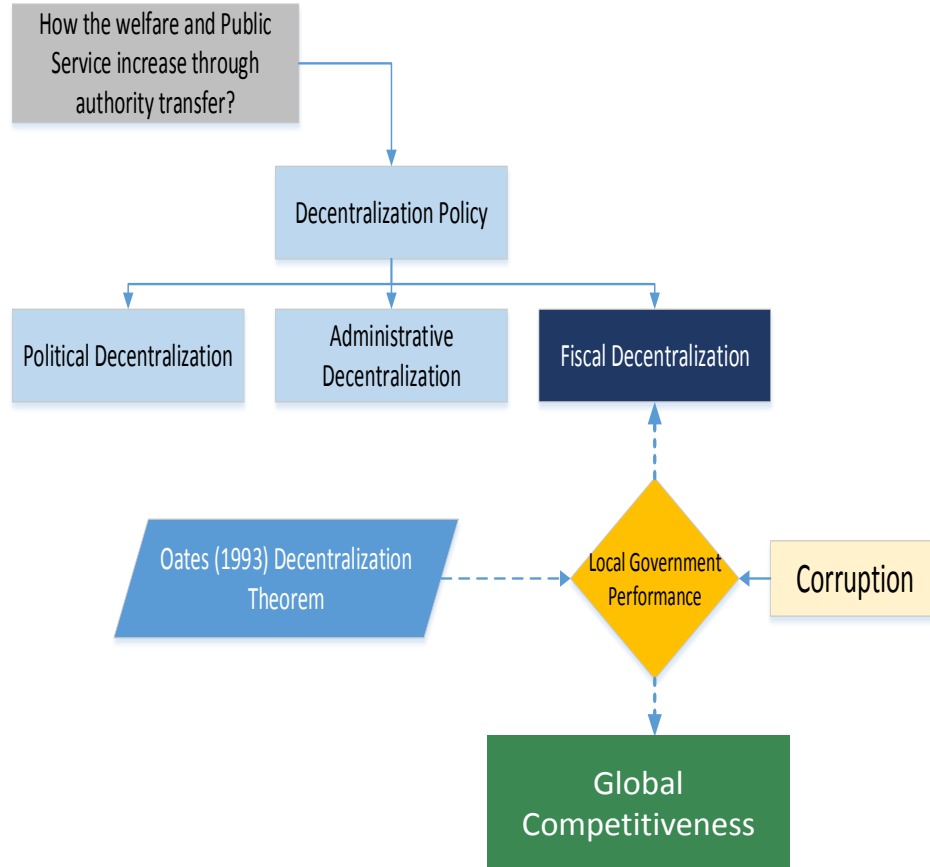 How the welfare and Public
Service increase through
authority transfer?
Decentralization Policy
Political Decentralization
Administrative
Decentralization
Fiscal Decentralization
Oates (1993) Decentralization
Theorem
Local Government
Performance
Corruption
Global
Competitiveness